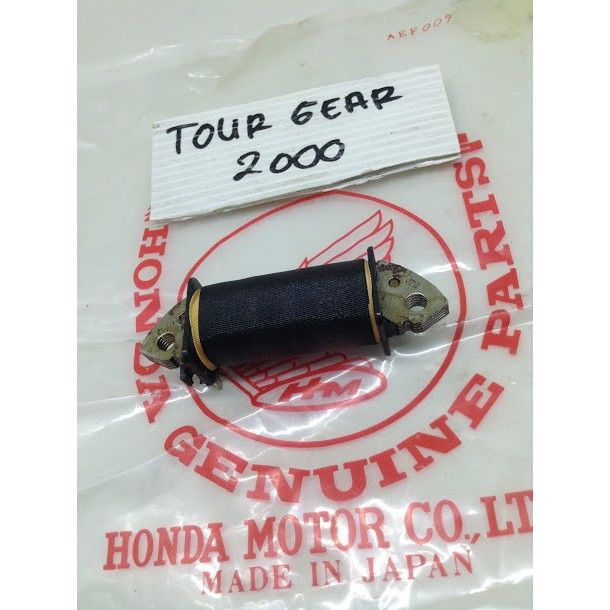 AEF009
TOUR GEAR
2000
HONDA GENUINE PARTS
HM
HONDA MOTOR CO., LT
MADE IN JAPAN